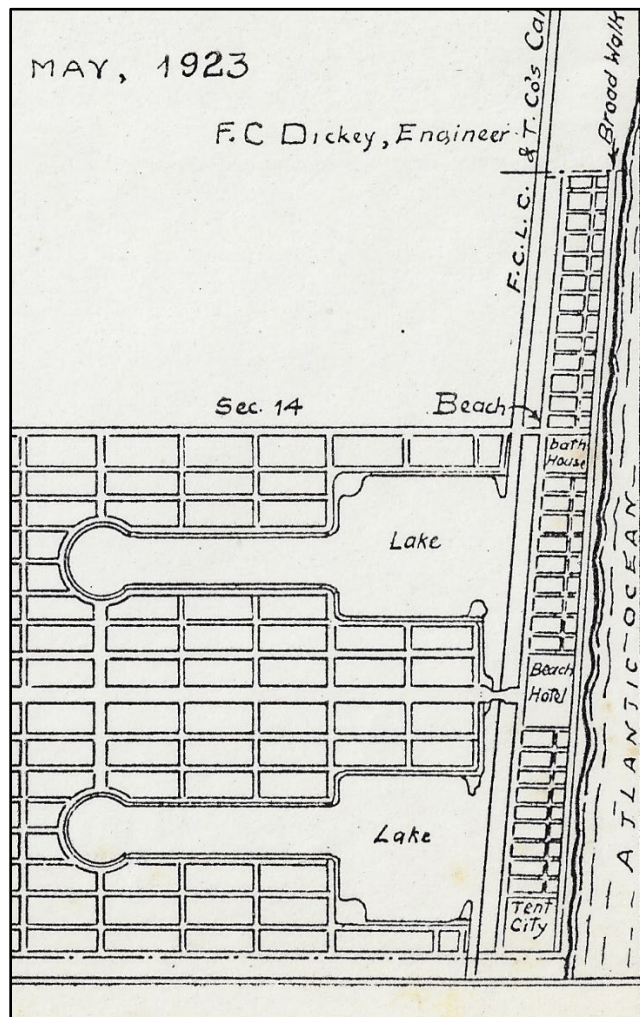 MAY, 1923
F.C Dickey, Engineer
F.C.L.C. & T. Co's Ca
Broad Walk
Sec. 14
Beach
bath
House
Lake
Beach
Hotel
ATLANTIC OCEAN
Lake
Tent
City